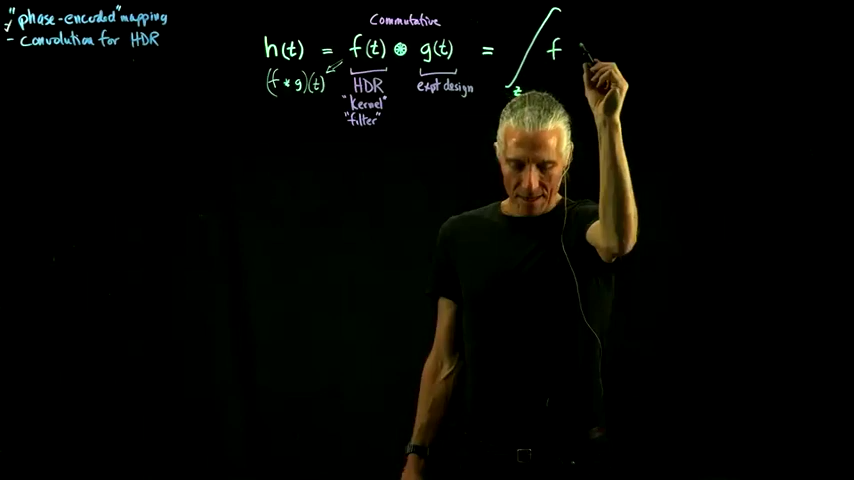 "phase-encoded" mapping
- Convolution for HDR
Commutative
h(t) = f(t) ⊛ g(t) = ∫ f
(f * g)(t)
HDR
"kernel"
"filter"
expt design
z